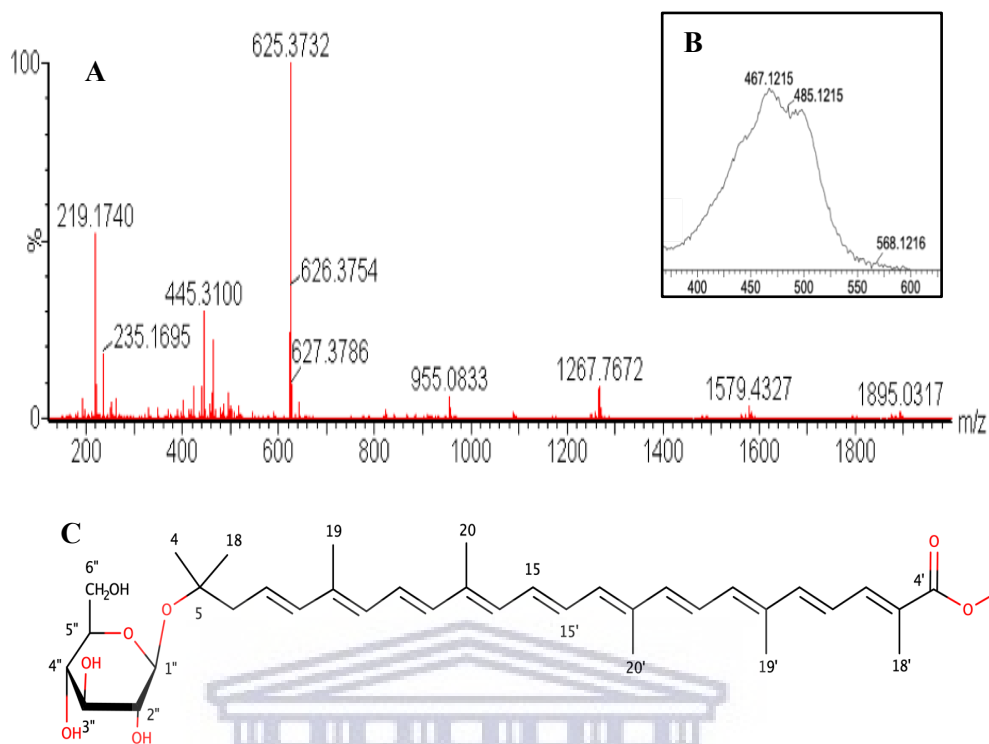 A
100
%
0
625.3732
219.1740
626.3754
445.3100
235.1695
627.3786
955.0833
1267.7672
1579.4327
1895.0317
200 400 600 800 1000 1200 1400 1600 1800 m/z
B
467.1215
485.1215
568.1216
400 450 500 550 600
C
4 18 19 20 15 O
6" 4'
CH₂OH
O 5 O
5" O 15'
4" OH 1" 20' 19' 18'
OH 3" 2"
OH